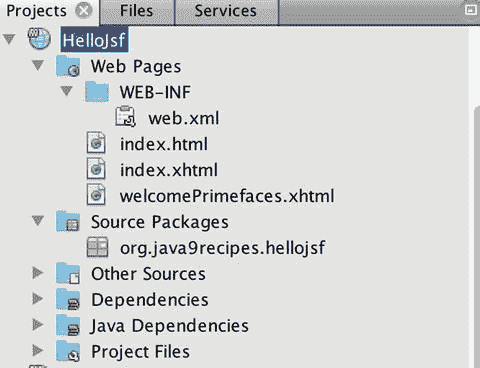 Projects Files Services
HelloJsf
Web Pages
WEB-INF
web.xml
index.html
index.xhtml
welcomePrimefaces.xhtml
Source Packages
org.java9recipes.hellojsf
Other Sources
Dependencies
Java Dependencies
Project Files